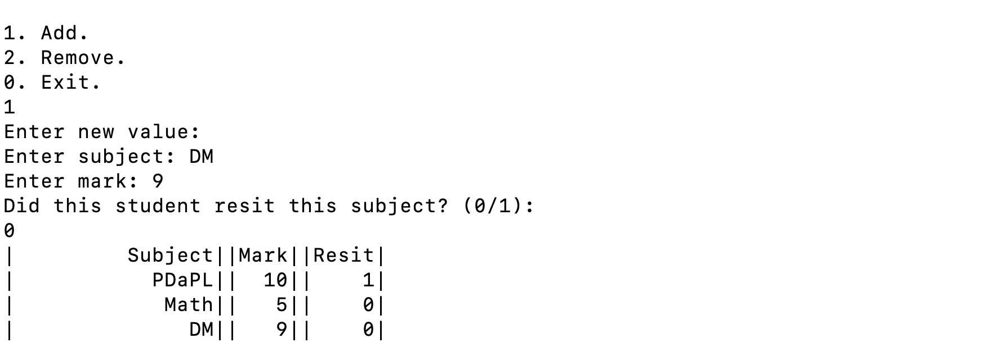 1. Add.
2. Remove.
0. Exit.
1
Enter new value:
Enter subject: DM
Enter mark: 9
Did this student resit this subject? (0/1):
0
|         Subject||Mark||Resit|
|           PDaPL||  10||    1|
|            Math||   5||    0|
|              DM||   9||    0|